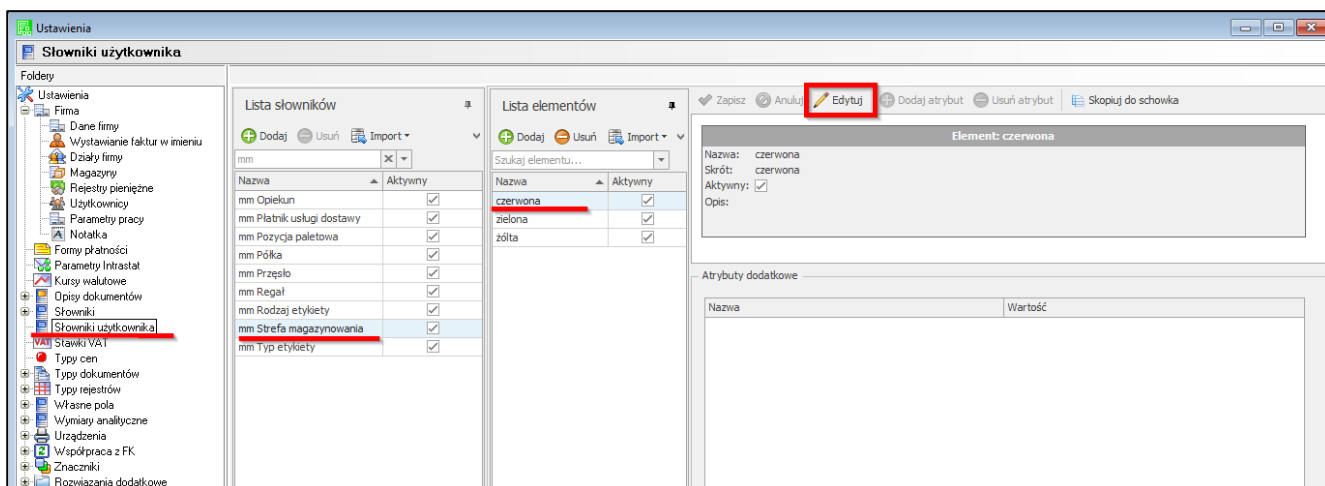 Ustawienia
Słowniki użytkownika
Foldery
Ustawienia
Firma
Dane firmy
Wystawianie faktur w imieniu
Działy firmy
Magazyny
Rejestry pieniężne
Użytkownicy
Parametry pracy
Notatka
Formy płatności
Parametry Intrastat
Kursy walutowe
Opisy dokumentów
Słowniki
Słowniki użytkownika
VAT Stawki VAT
Typy cen
Typy dokumentów
Typy rejestrów
Własne pola
Wymiary analityczne
Urządzenia
Współpraca z FK
Znaczniki
Rozwiązania dodatkowe
Lista słowników
Dodaj Usuń Import
mm
Nazwa Aktywny
mm Opiekun
mm Płatnik usługi dostawy
mm Pozycja paletowa
mm Półka
mm Przęsło
mm Regał
mm Rodzaj etykiety
mm Strefa magazynowania
mm Typ etykiety
Lista elementów
Dodaj Usuń Import
Szukaj elementu...
Nazwa Aktywny
czerwona
zielona
żółta
Zapisz Anuluj Edytuj Dodaj atrybut Usuń atrybut Skopiuj do schowka
Element: czerwona
Nazwa: czerwona
Skrót: czerwona
Aktywny:
Opis:
Atrybuty dodatkowe
Nazwa Wartość